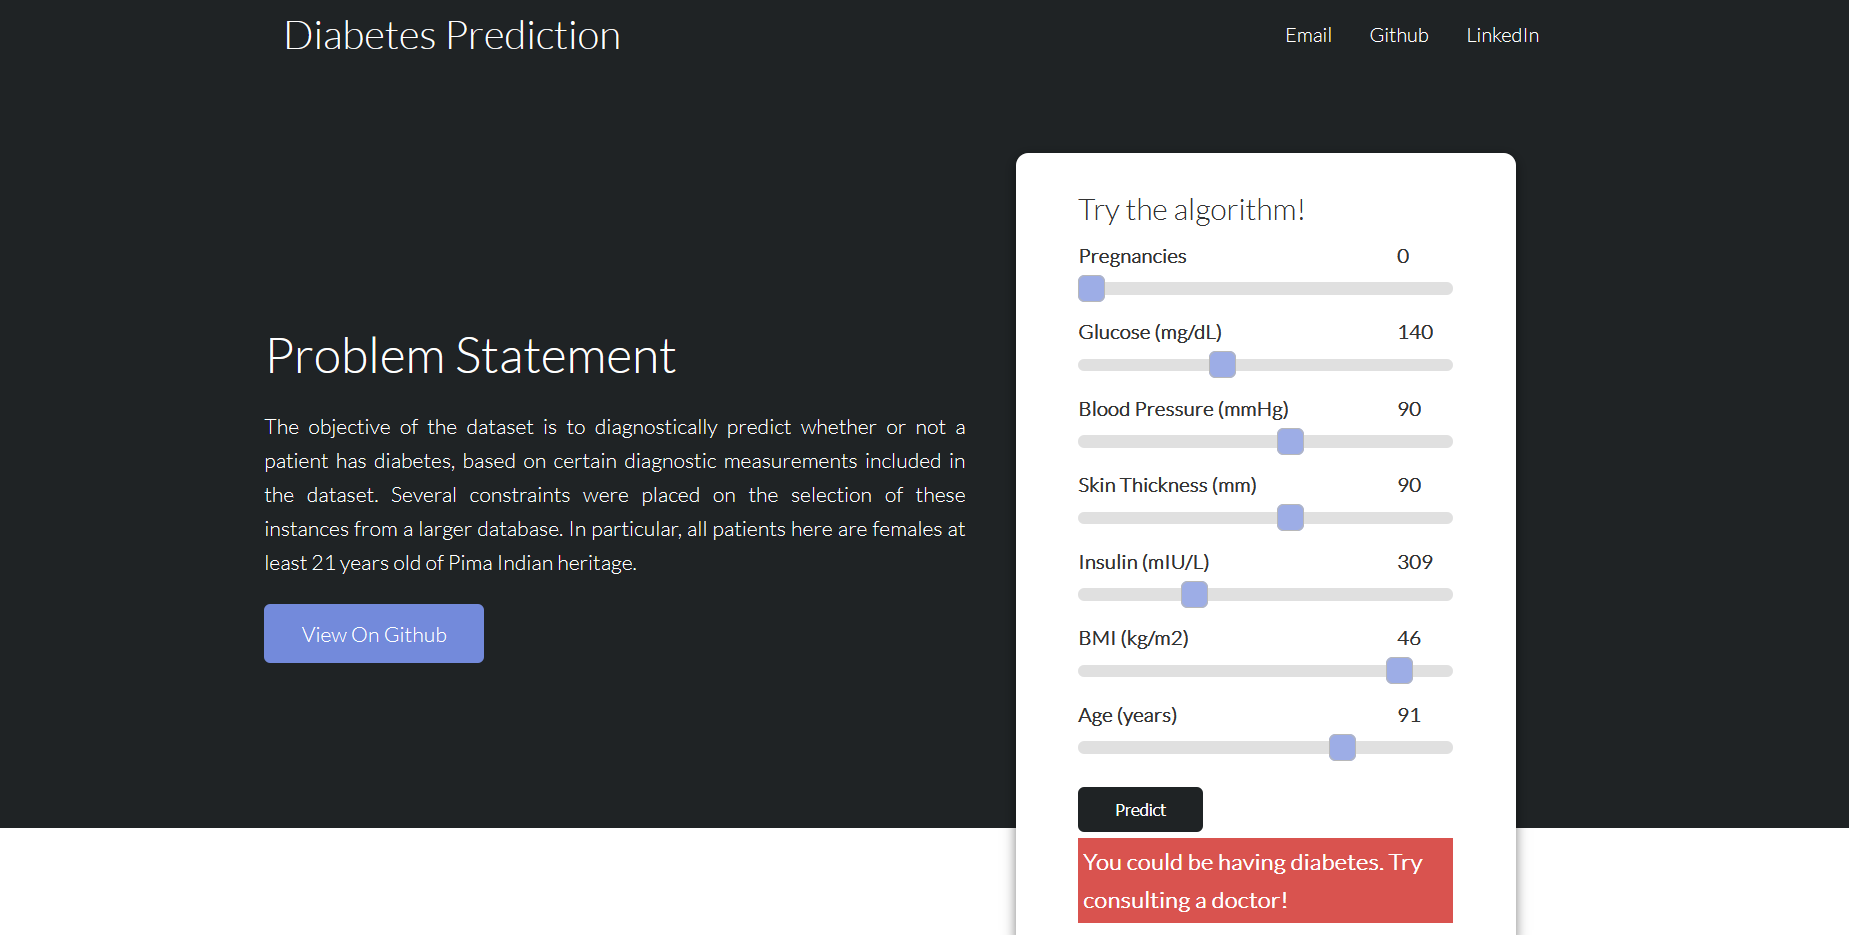 Diabetes Prediction
Email Github LinkedIn
Problem Statement
The objective of the dataset is to diagnostically predict whether or not a
patient has diabetes, based on certain diagnostic measurements included in
the dataset. Several constraints were placed on the selection of these
instances from a larger database. In particular, all patients here are females at
least 21 years old of Pima Indian heritage.
View On Github
Try the algorithm!
Pregnancies 0
Glucose (mg/dL) 140
Blood Pressure (mmHg) 90
Skin Thickness (mm) 90
Insulin (mIU/L) 309
BMI (kg/m2) 46
Age (years) 91
Predict
You could be having diabetes. Try
consulting a doctor!